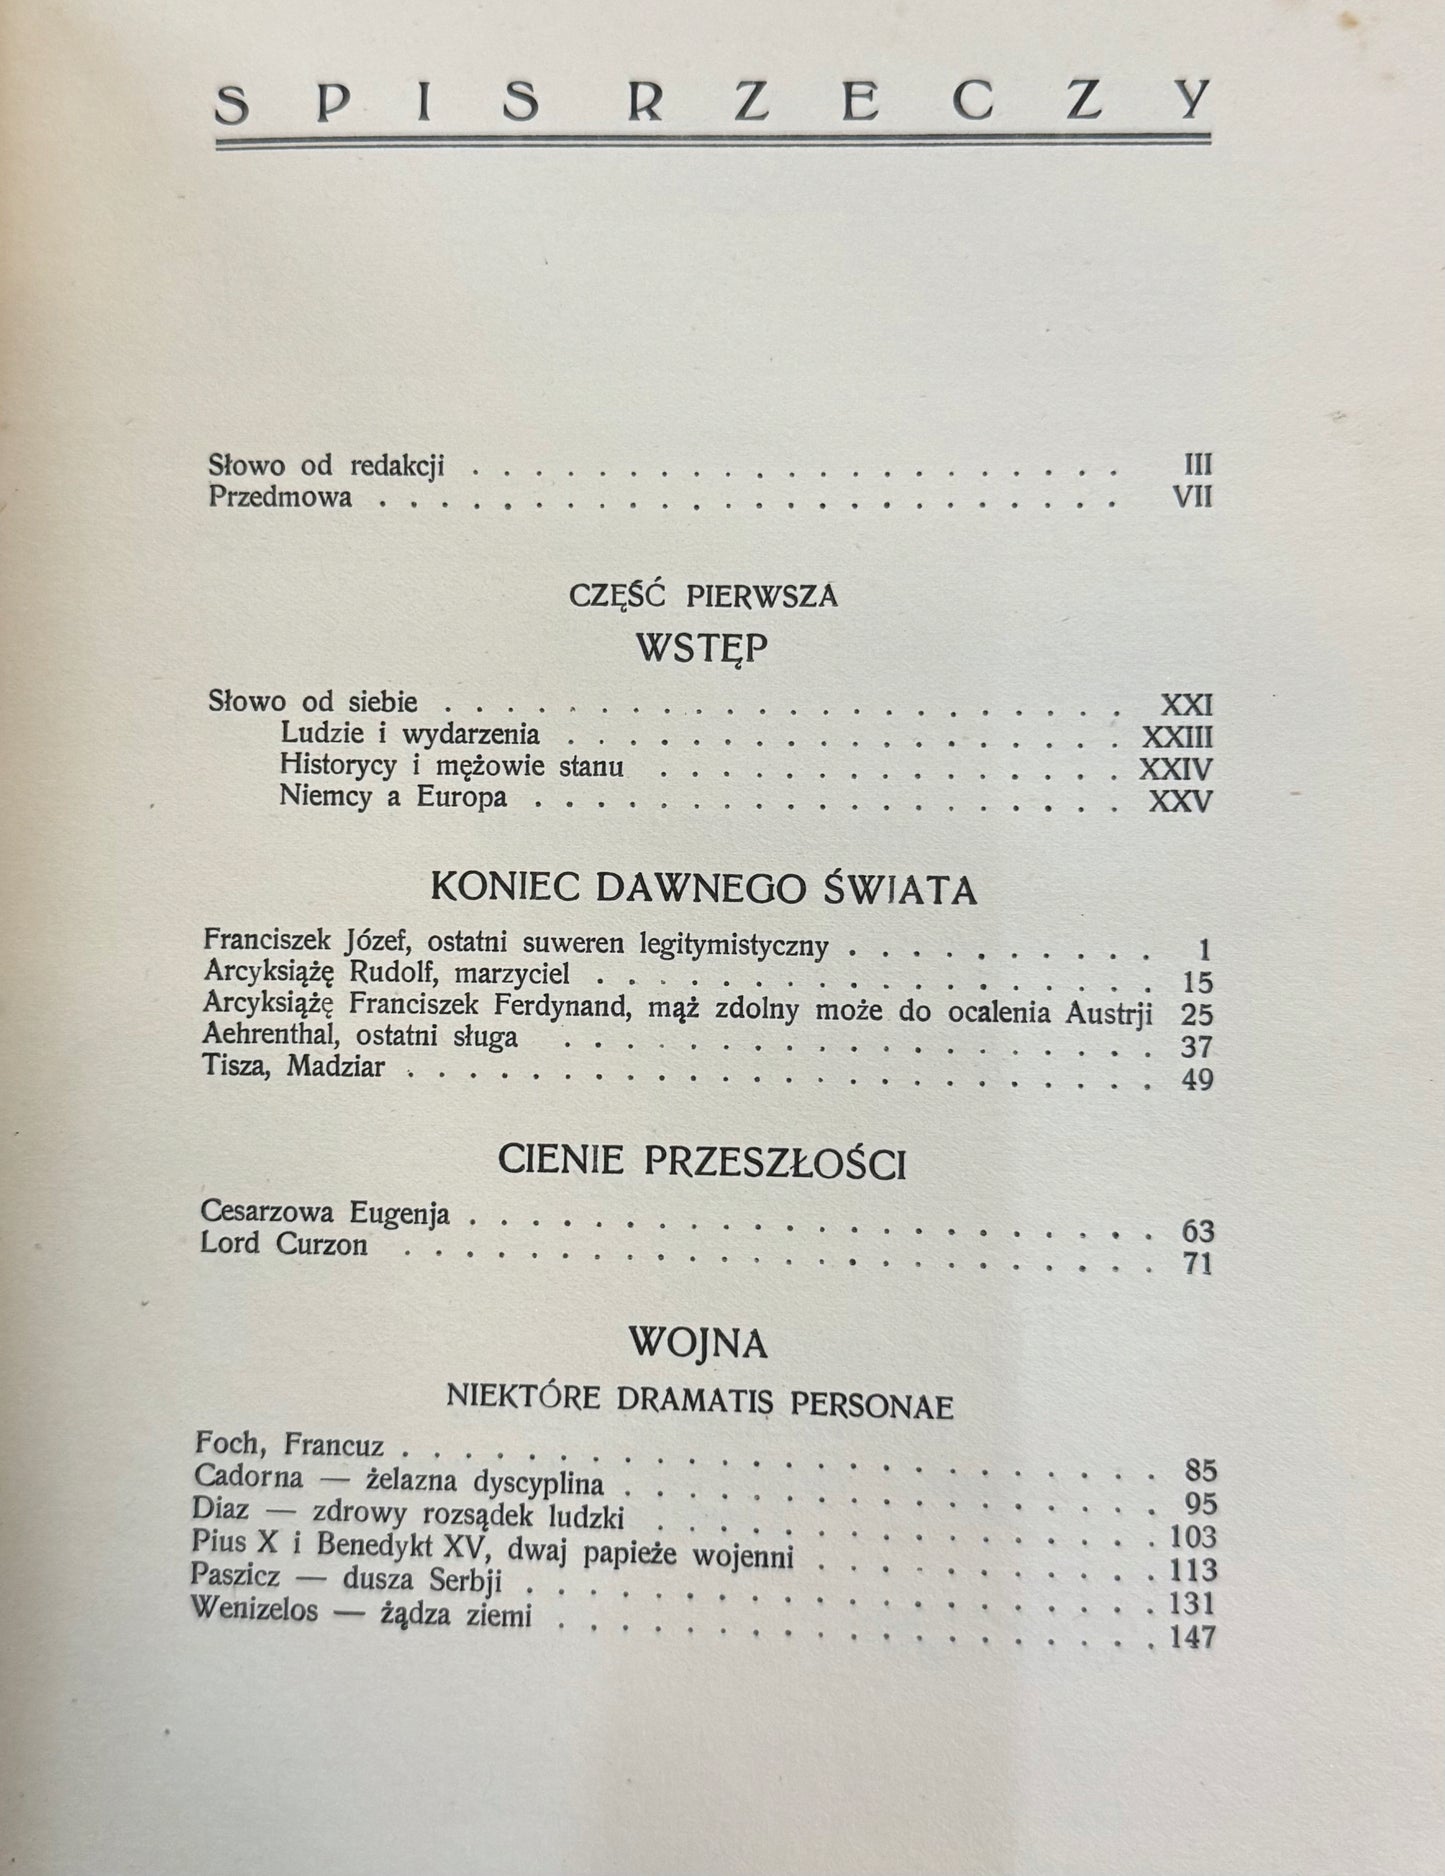 SPIS RZECZY
Słowo od redakcji . . . . . . . . . . . . . . . . . . . . . III
Przedmowa . . . . . . . . . . . . . . . . . . . . . . . . VII
CZĘŚĆ PIERWSZA
WSTĘP
Słowo od siebie . . . . . . . . . . . . . . . . . . . . . . XXI
Ludzie i wydarzenia . . . . . . . . . . . . . . . . . . XXIII
Historycy i mężowie stanu . . . . . . . . . . . . . . . XXIV
Niemcy a Europa . . . . . . . . . . . . . . . . . . . XXV
KONIEC DAWNEGO ŚWIATA
Franciszek Józef, ostatni suweren legitymistyczny . . . . . . . . . . 1
Arcyksiążę Rudolf, marzyciel . . . . . . . . . . . . . . . . . . 15
Arcyksiążę Franciszek Ferdynand, mąż zdolny może do ocalenia Austrji 25
Aehrenthal, ostatni sługa . . . . . . . . . . . . . . . . . . . 37
Tisza, Madziar . . . . . . . . . . . . . . . . . . . . . . . . 49
CIENIE PRZESZŁOŚCI
Cesarzowa Eugenja . . . . . . . . . . . . . . . . . . . . . . 63
Lord Curzon . . . . . . . . . . . . . . . . . . . . . . . . 71
WOJNA
NIEKTÓRE DRAMATIS PERSONAE
Foch, Francuz . . . . . . . . . . . . . . . . . . . . . . . . 85
Cadorna — żelazna dyscyplina . . . . . . . . . . . . . . . . . 95
Diaz — zdrowy rozsądek ludzki . . . . . . . . . . . . . . . . 103
Pius X i Benedykt XV, dwaj papieże wojenni . . . . . . . . . . . 113
Paszicz — dusza Serbji . . . . . . . . . . . . . . . . . . . . 131
Wenizelos — żądza ziemi . . . . . . . . . . . . . . . . . . . 147